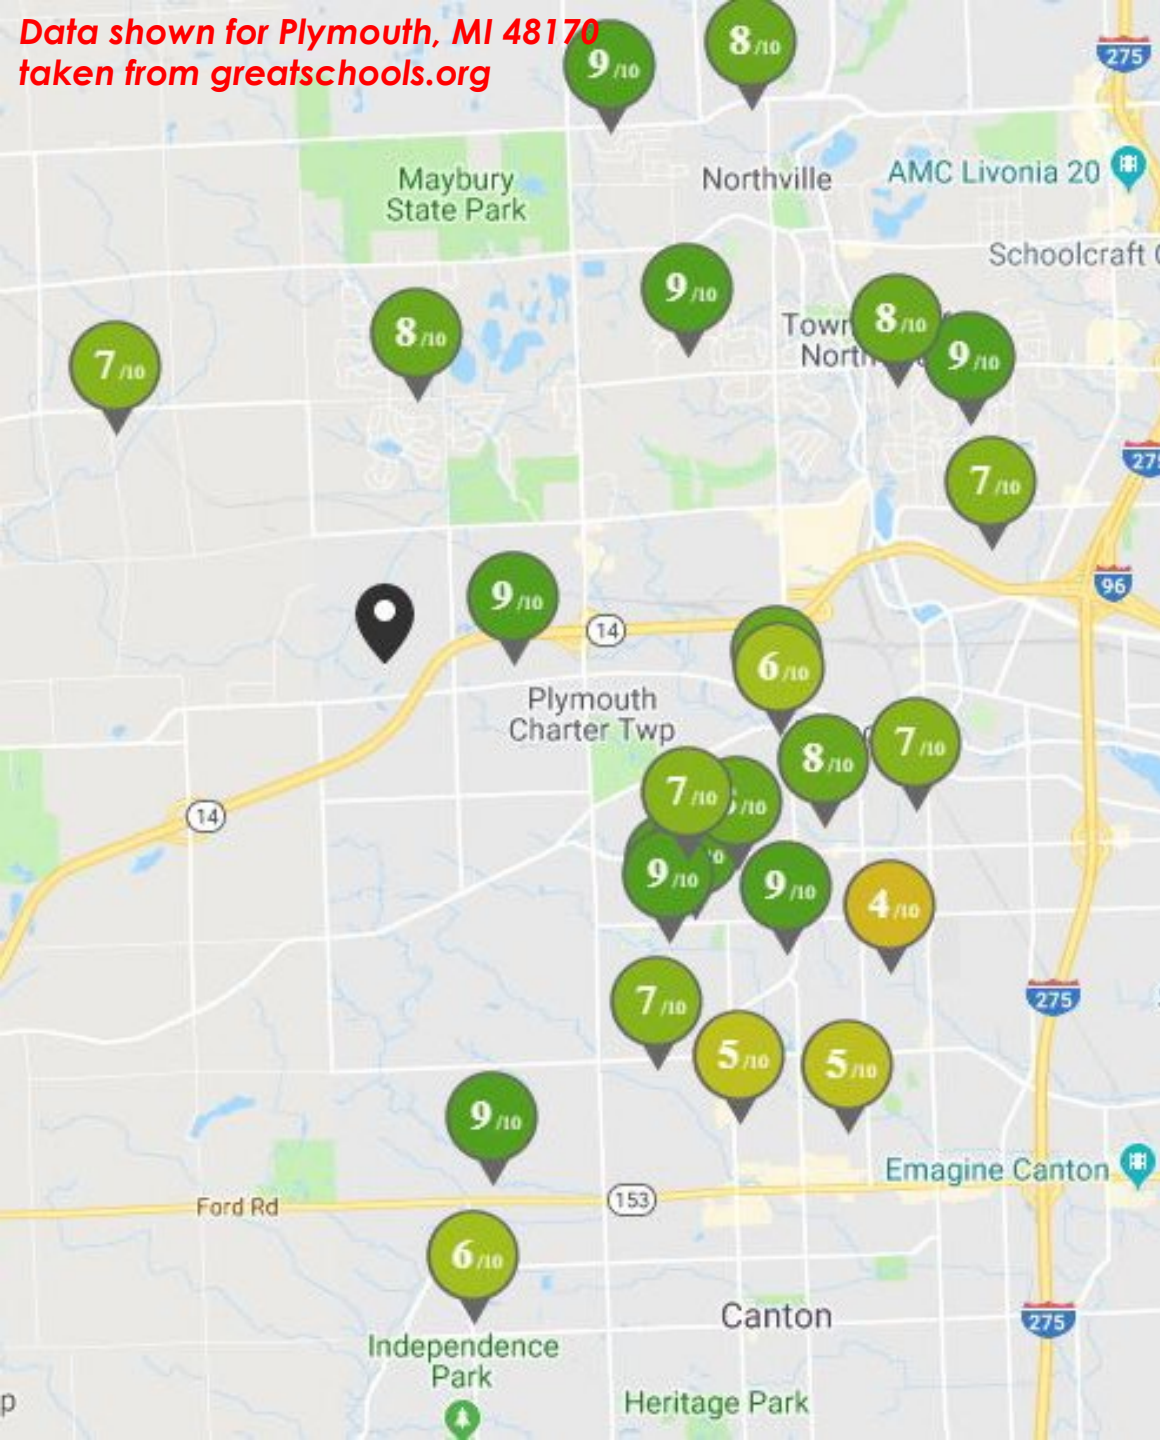 Data shown for Plymouth, MI 48170
taken from greatschools.org
9/10
8/10
275
Maybury
State Park
Northville
AMC Livonia 20
Schoolcraft
9/10
8/10
7/10
8/10
9/10
Town
North
7/10
275
96
9/10
14
6/10
Plymouth
Charter Twp
8/10
7/10
7/10
/10
14
9/10
9/10
4/10
7/10
275
5/10
5/10
9/10
Emagine Canton
Ford Rd
153
6/10
Canton
275
Independence
Park
Heritage Park
p